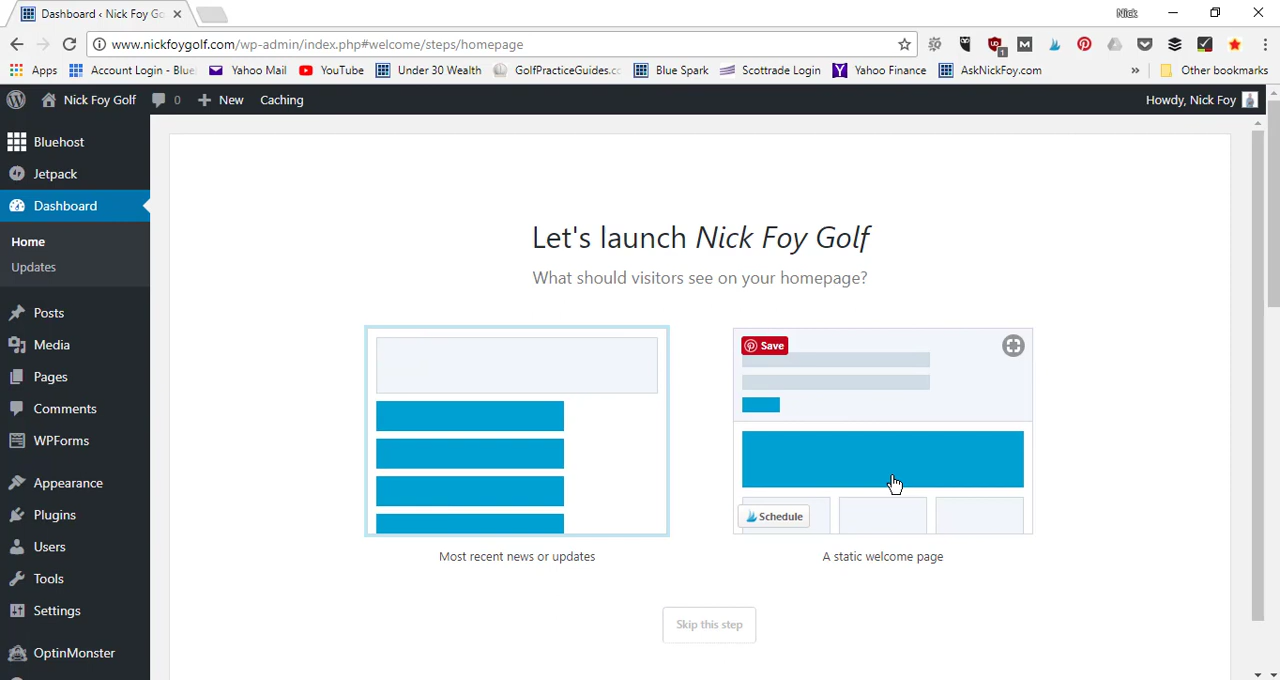 Dashboard ‹ Nick Foy Go
Nick
www.nickfoygolf.com/wp-admin/index.php#welcome/steps/homepage
Apps
Account Login - Blue
Yahoo Mail
YouTube
Under 30 Wealth
GolfPracticeGuides.co
Blue Spark
Scottrade Login
Yahoo Finance
AskNickFoy.com
»
Other bookmarks
Nick Foy Golf
0
New
Caching
Howdy, Nick Foy
Bluehost
Jetpack
Dashboard
Home
Updates
Posts
Media
Pages
Comments
WPForms
Appearance
Plugins
Users
Tools
Settings
OptinMonster
Let's launch Nick Foy Golf
What should visitors see on your homepage?
Save
Schedule
Most recent news or updates
A static welcome page
Skip this step